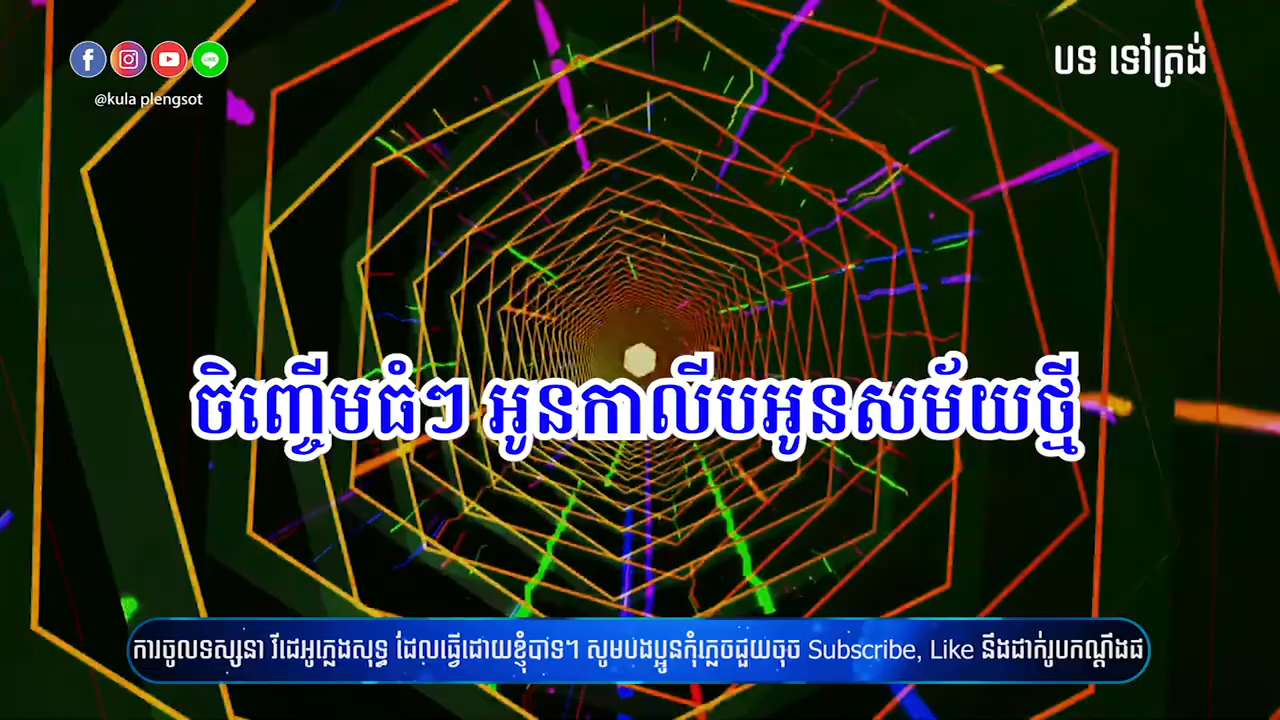 បទ ទៅត្រង់
@kula plengsot
ចិញ្ចើមធំៗ អូនកាលីបអូនសម័យថ្មី
ការចូលទស្សនា វីដេអូភ្លេងសុទ្ធ ដែលធ្វើដោយខ្ញុំបាទ។ សូមបងប្អូនកុំភ្លេចជួយចុច Subscribe, Like នឹងដាក់រូបកណ្ដឹងផ